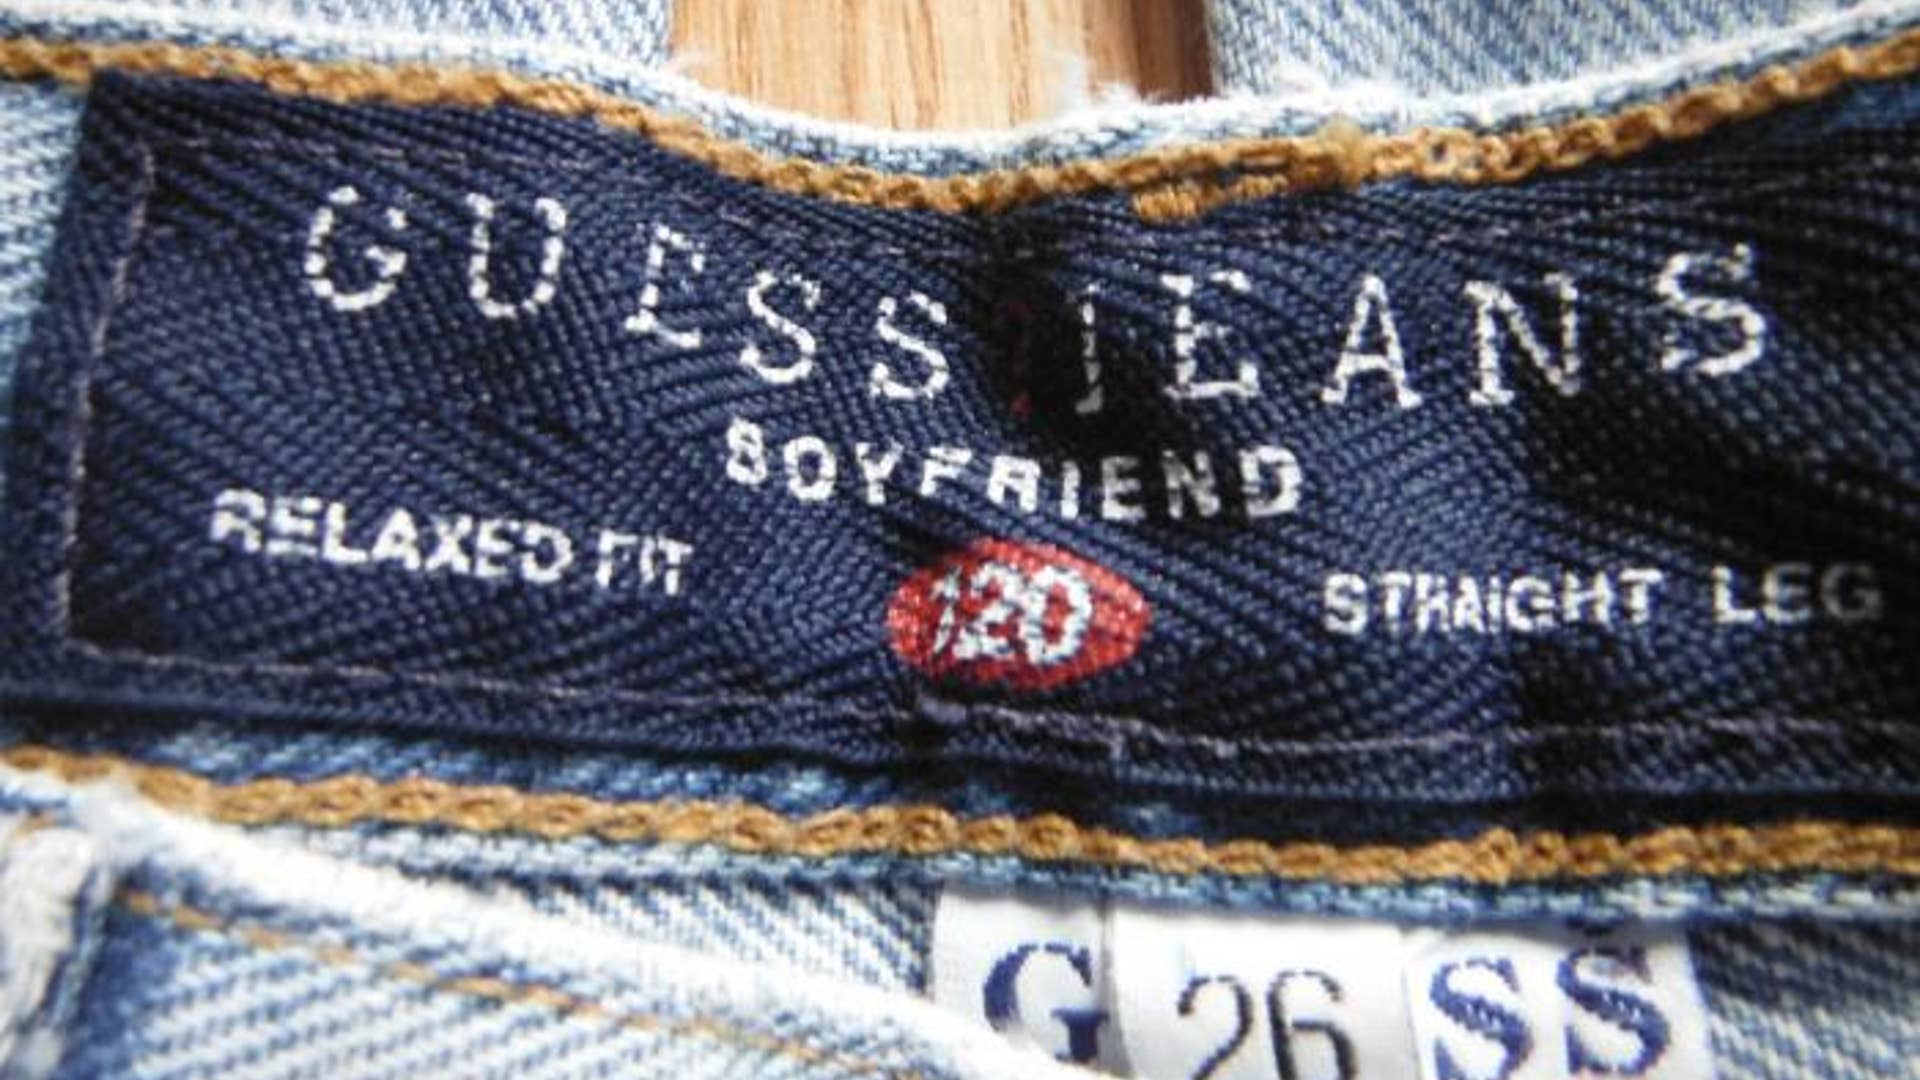 GUESS JEANS
BOYFRIEND
RELAXED FIT
120
STRAIGHT LEG
G 26 SS